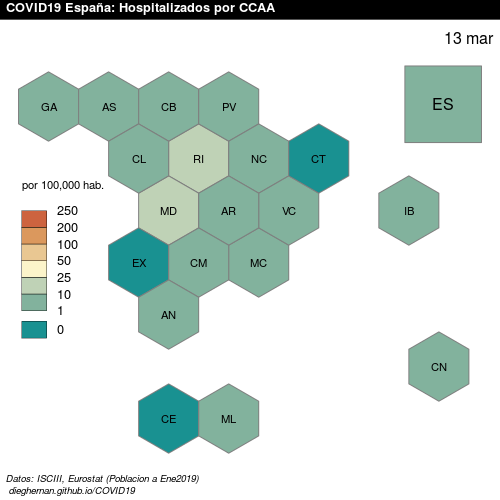 COVID19 España: Hospitalizados por CCAA
13 mar
GA AS CB PV ES
CL RI NC CT
por 100,000 hab.
MD AR VC IB
250
200
100
50
25
10
1
0
EX CM MC
AN
CN
CE ML
Datos: ISCIII, Eurostat (Poblacion a Ene2019)
dieghernan.github.io/COVID19